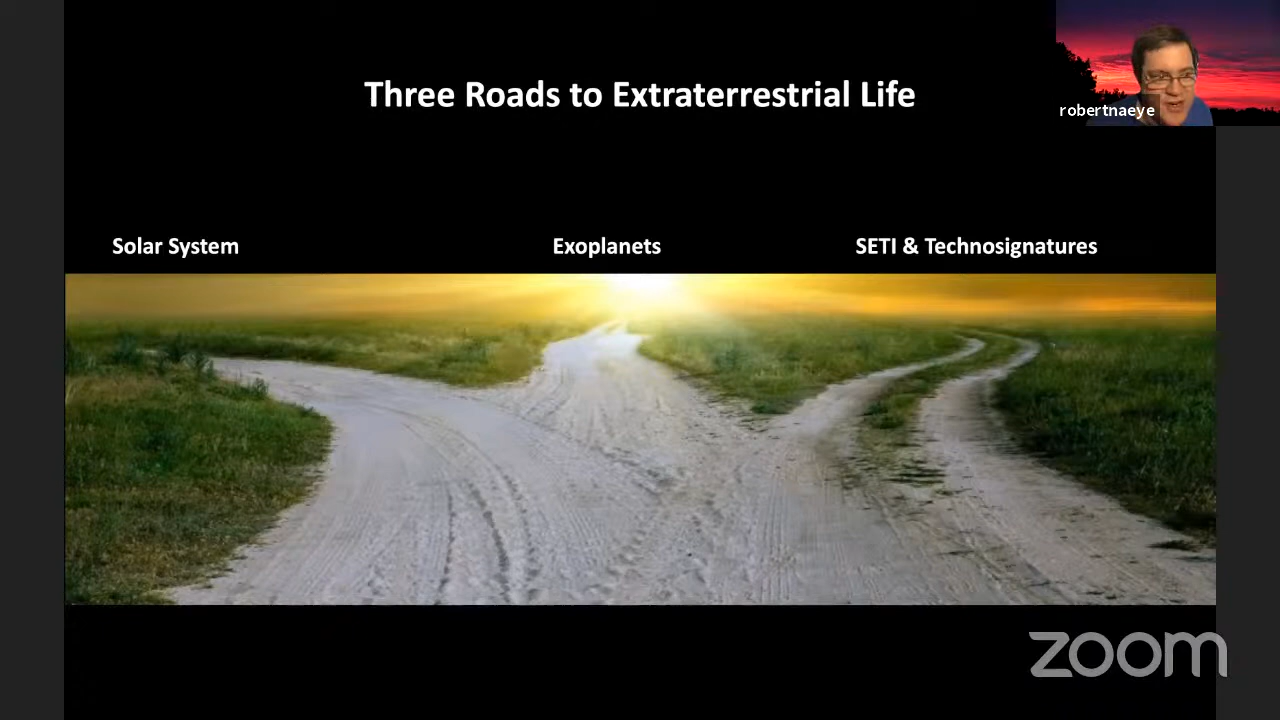 Three Roads to Extraterrestrial Life
robertnaeye
Solar System
Exoplanets
SETI & Technosignatures
zoom